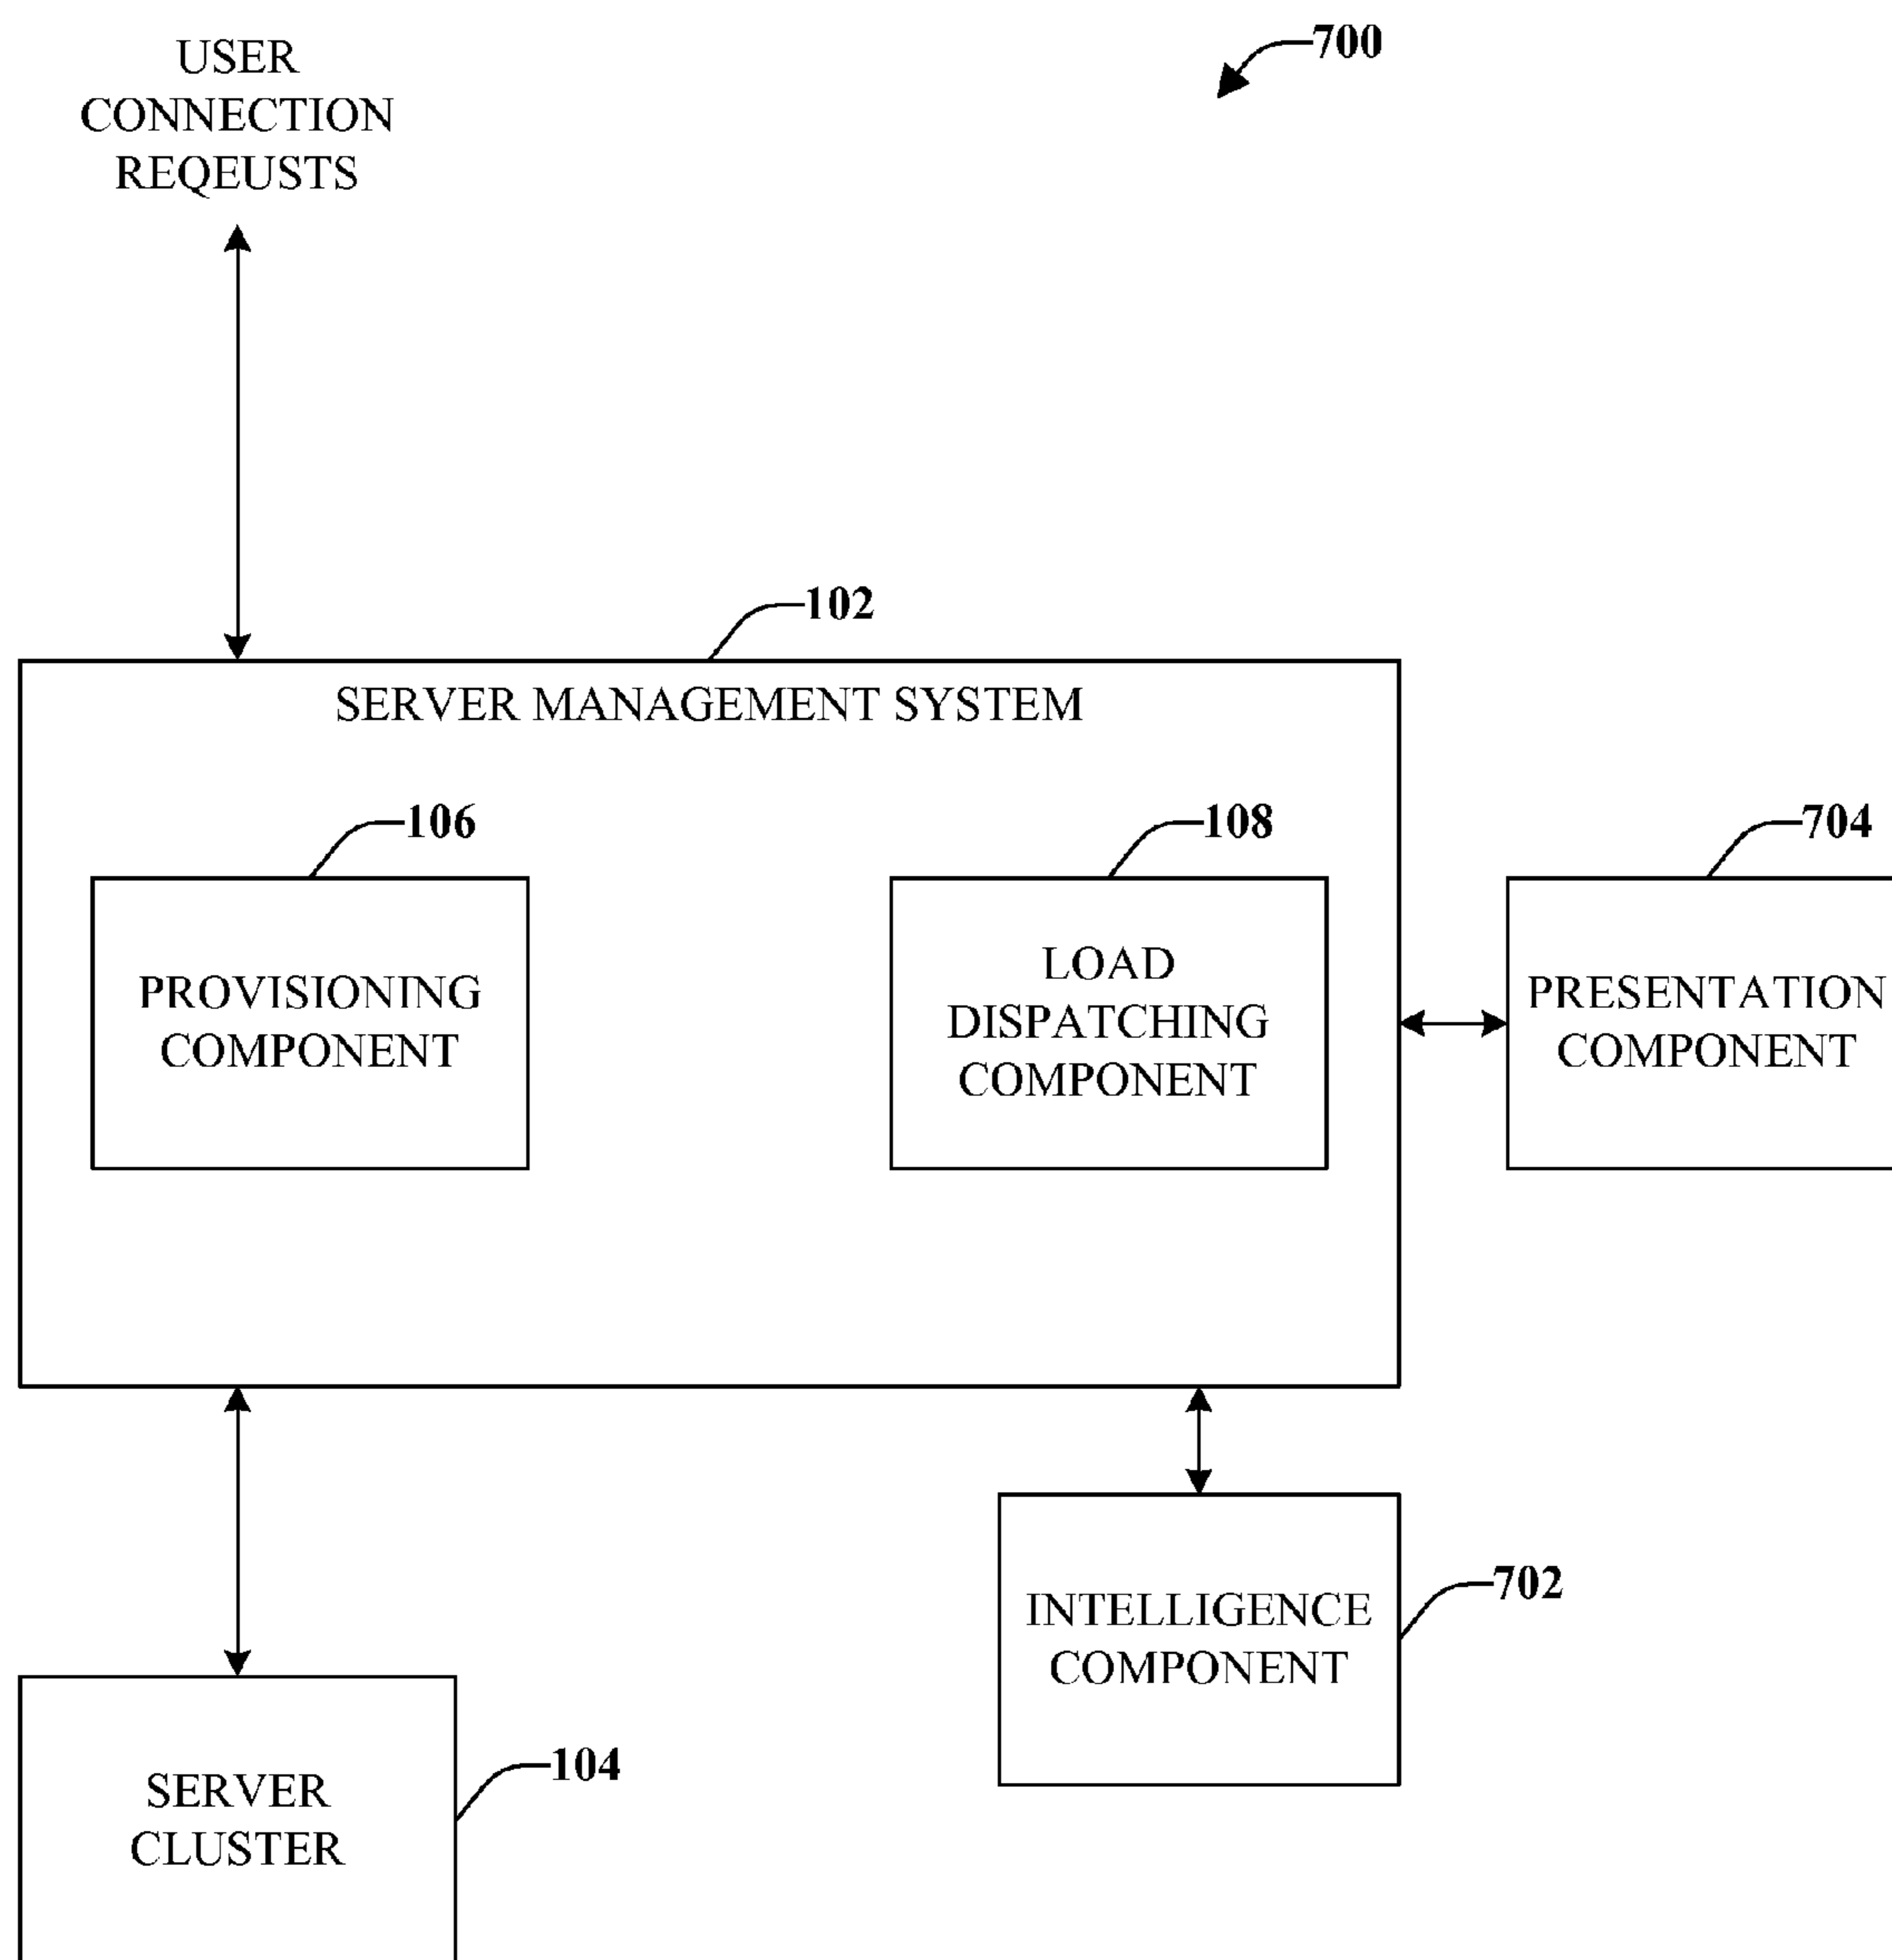 USER
CONNECTION
REQEUSTS
700
102
SERVER MANAGEMENT SYSTEM
106
108
704
PROVISIONING
COMPONENT
LOAD
DISPATCHING
COMPONENT
PRESENTATION
COMPONENT
INTELLIGENCE
COMPONENT
702
SERVER
CLUSTER
104